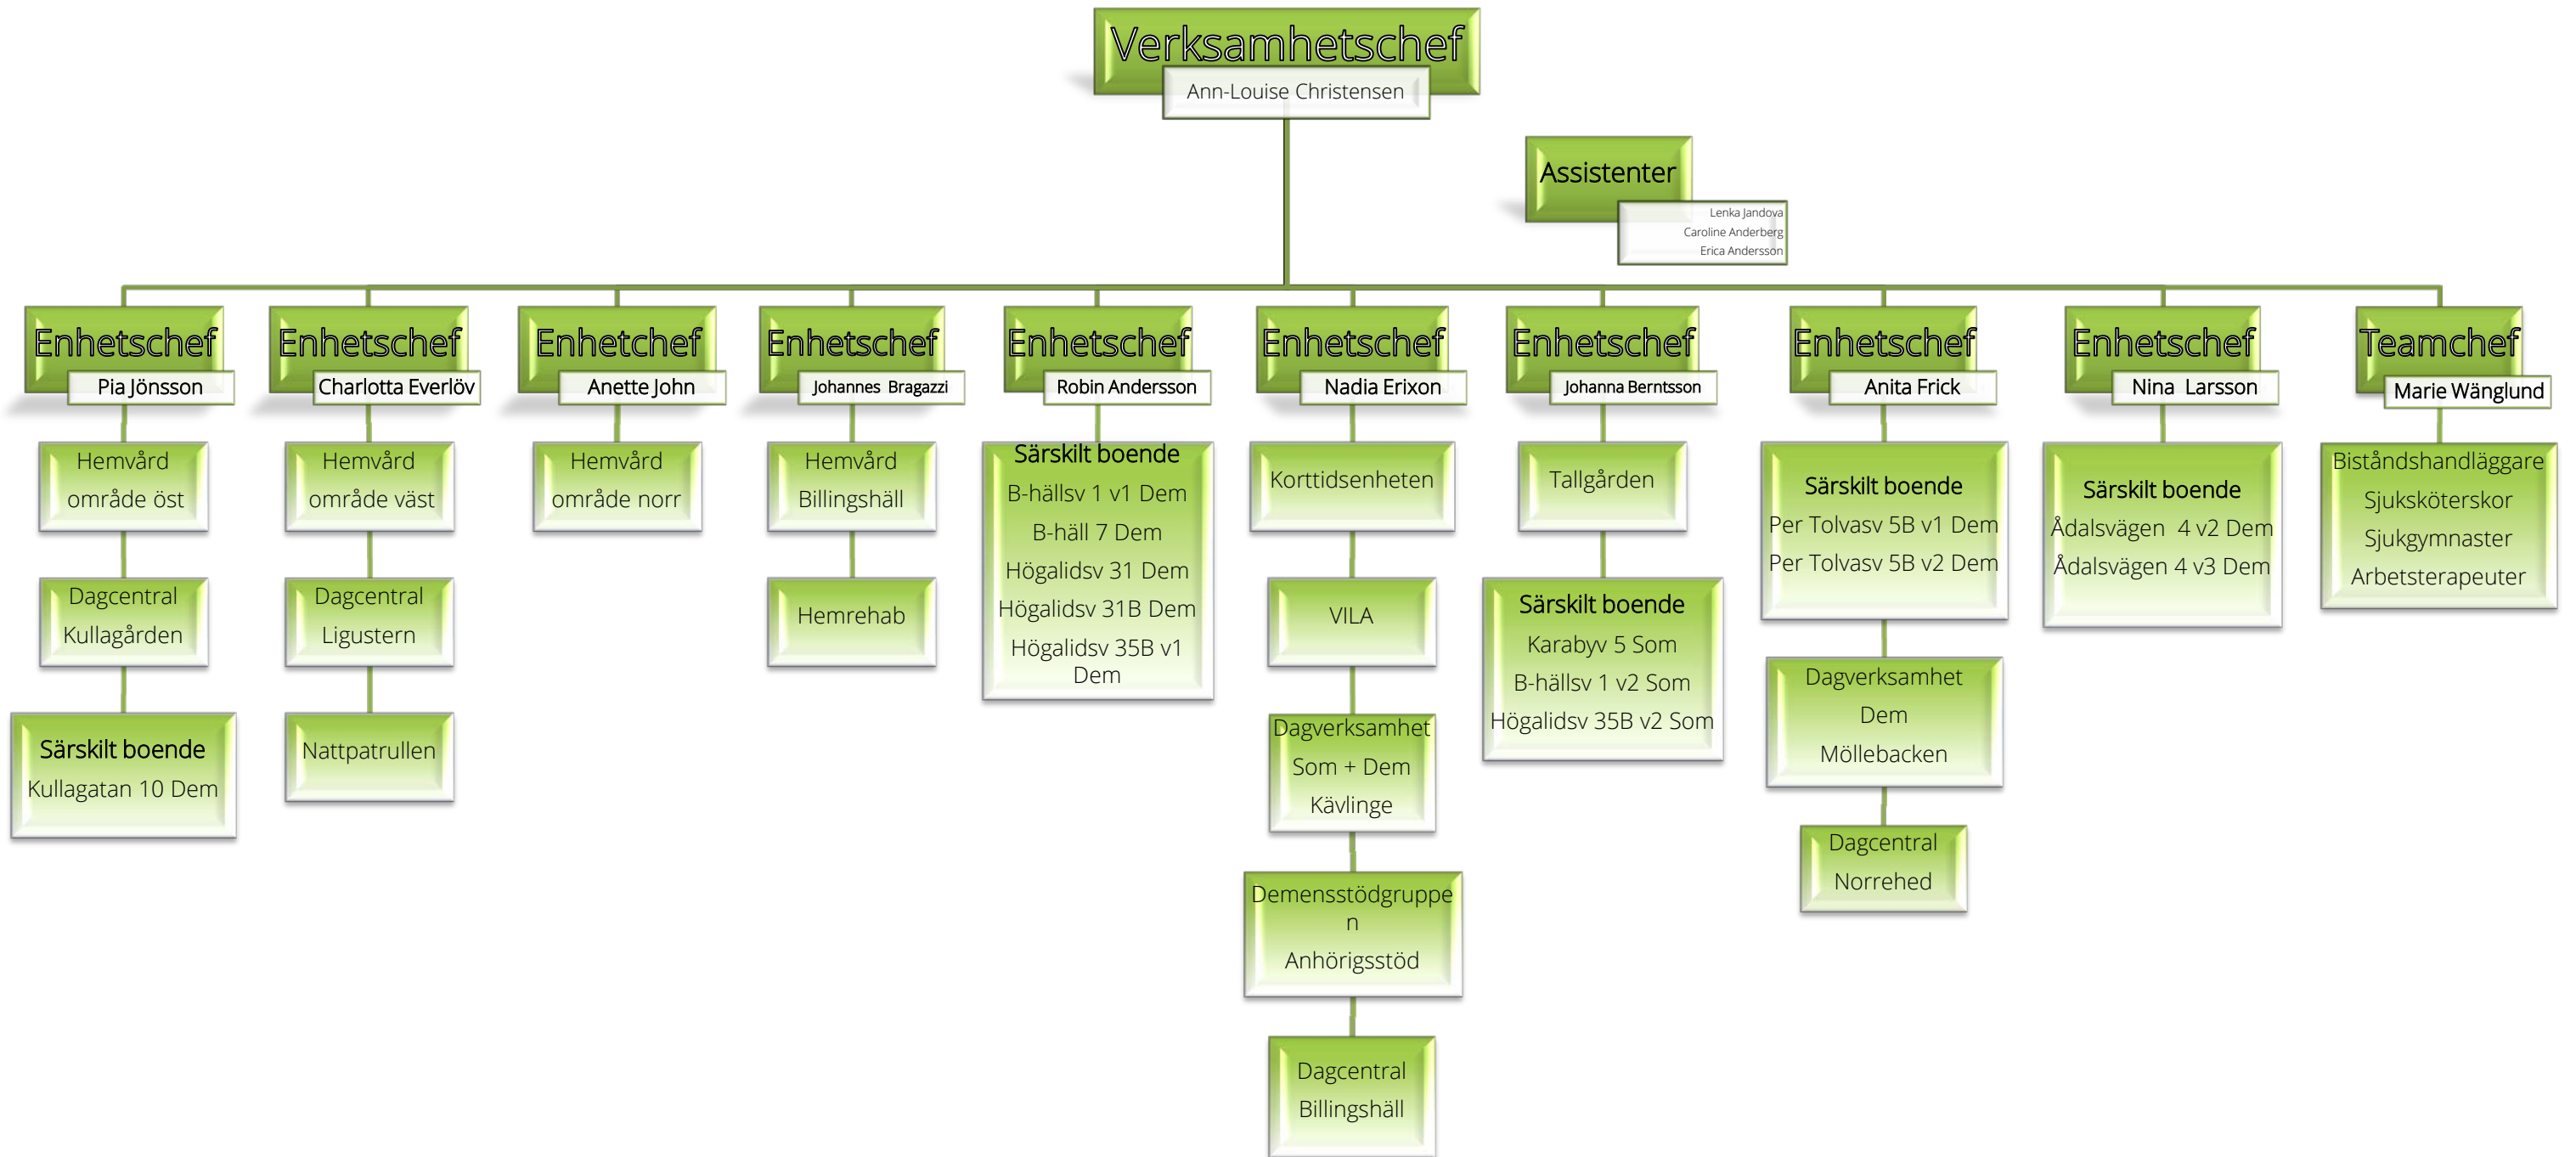 Verksamhetschef
Ann-Louise Christensen
Assistenter
Lenka Jandova
Caroline Anderberg
Erica Andersson
Enhetschef
Pia Jönsson
Hemvård
område öst
Dagcentral
Kullagården
Särskilt boende
Kullagatan 10 Dem
Enhetschef
Charlotta Everlöv
Hemvård
område väst
Dagcentral
Ligustern
Nattpatrullen
Enhetchef
Anette John
Hemvård
område norr
Enhetschef
Johannes Bragazzi
Hemvård
Billingshäll
Hemrehab
Enhetschef
Robin Andersson
Särskilt boende
B-hällsv 1 v1 Dem
B-häll 7 Dem
Högalidsv 31 Dem
Högalidsv 31B Dem
Högalidsv 35B v1
Dem
Enhetschef
Nadia Erixon
Korttidsenheten
VILA
Dagverksamhet
Som + Dem
Kävlinge
Demensstödgruppe
n
Anhörigsstöd
Dagcentral
Billingshäll
Enhetschef
Johanna Berntsson
Tallgården
Särskilt boende
Karabyv 5 Som
B-hällsv 1 v2 Som
Högalidsv 35B v2 Som
Enhetschef
Anita Frick
Särskilt boende
Per Tolvasv 5B v1 Dem
Per Tolvasv 5B v2 Dem
Dagverksamhet
Dem
Möllebacken
Dagcentral
Norrehed
Enhetschef
Nina Larsson
Särskilt boende
Ådalsvägen 4 v2 Dem
Ådalsvägen 4 v3 Dem
Teamchef
Marie Wänglund
Biståndshandläggare
Sjuksköterskor
Sjukgymnaster
Arbetsterapeuter